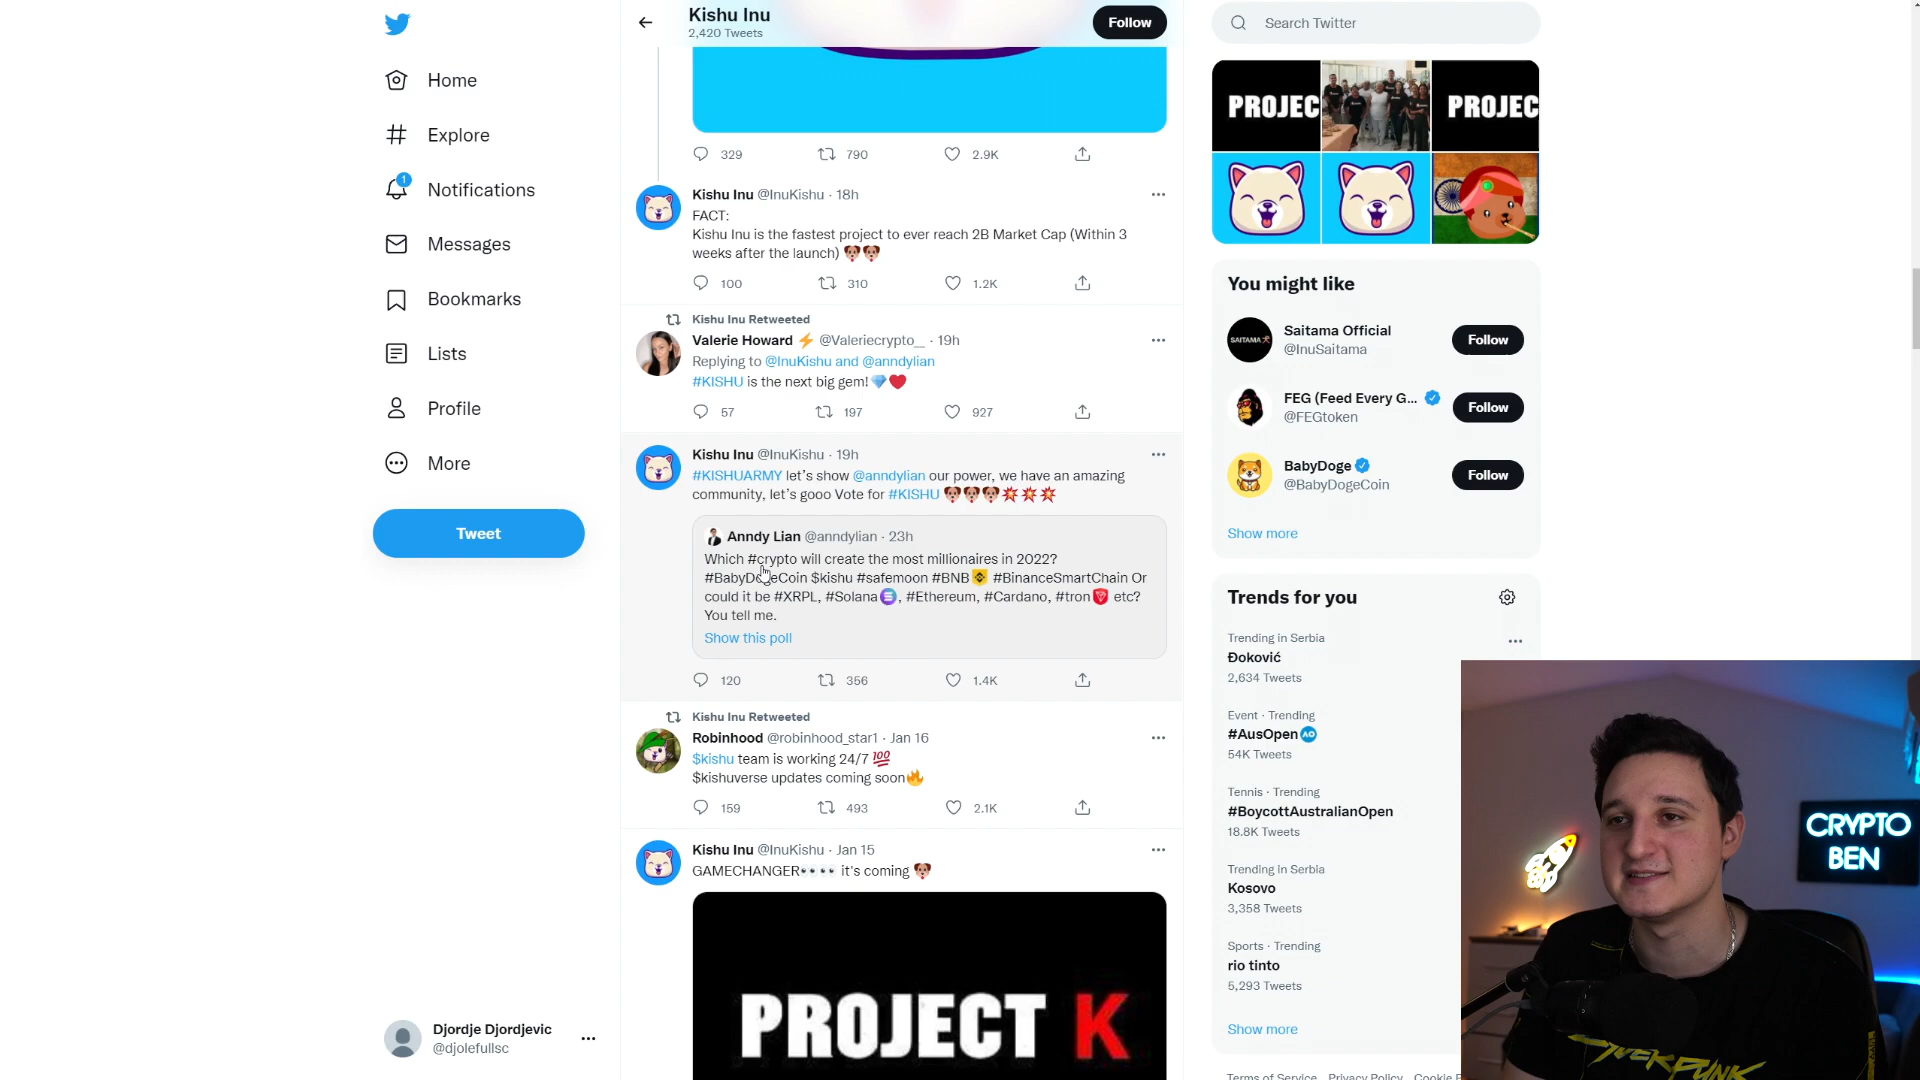 Home
Explore
1
Notifications
Messages
Bookmarks
Lists
Profile
More
Tweet
Djordje Djordjevic
@djolefullsc
Kishu Inu
2,420 Tweets
Follow
329 790 2.9K
Kishu Inu @InuKishu · 18h
FACT:
Kishu Inu is the fastest project to ever reach 2B Market Cap (Within 3
weeks after the launch) 🐶🐶
100 310 1.2K
Kishu Inu Retweeted
Valerie Howard ⚡ @Valeriecrypto__ · 19h
Replying to @InuKishu and @anndylian
#KISHU is the next big gem!💎❤️
57 197 927
Kishu Inu @InuKishu · 19h
#KISHUARMY let's show @anndylian our power, we have an amazing
community, let's gooo Vote for #KISHU 🐶🐶🐶💥💥💥
Anndy Lian @anndylian · 23h
Which #crypto will create the most millionaires in 2022?
#BabyDogeCoin $kishu #safemoon #BNB #BinanceSmartChain Or
could it be #XRPL, #Solana, #Ethereum, #Cardano, #tron etc?
You tell me.
Show this poll
120 356 1.4K
Kishu Inu Retweeted
Robinhood @robinhood_star1 · Jan 16
$kishu team is working 24/7 💯
$kishuverse updates coming soon🔥
159 493 2.1K
Kishu Inu @InuKishu · Jan 15
GAMECHANGER👀👀 it's coming 🐶
PROJECT K
Search Twitter
PROJEC
PROJEC
You might like
SAITAMA
Saitama Official
@InuSaitama
Follow
FEG (Feed Every G...
@FEGtoken
Follow
BabyDoge
@BabyDogeCoin
Follow
Show more
Trends for you
Trending in Serbia
Đoković
2,634 Tweets
Event · Trending
#AusOpen AO
54K Tweets
Tennis · Trending
#BoycottAustralianOpen
18.8K Tweets
Trending in Serbia
Kosovo
3,358 Tweets
Sports · Trending
rio tinto
5,293 Tweets
Show more
Terms of Service Privacy Policy Cookie
CRYPTO
BEN
CYBERPUNK